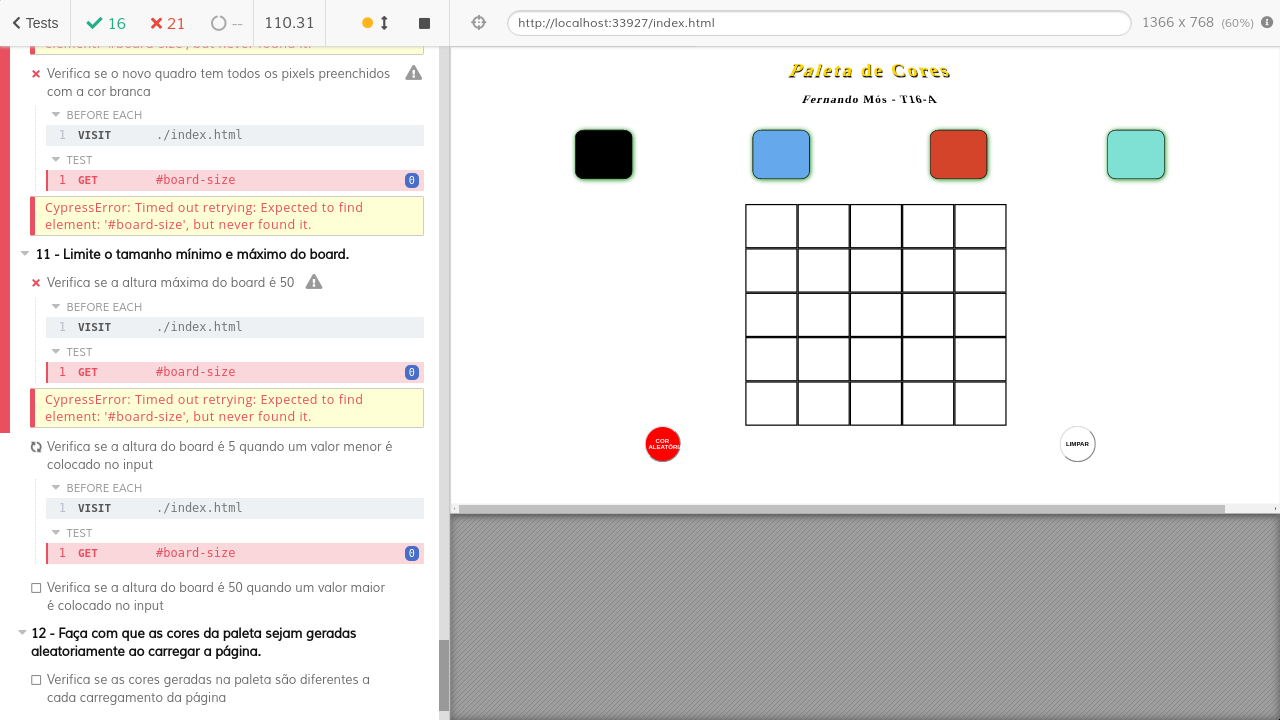 Tests
16
21
--
110.31
http://localhost:33927/index.html
1366 x 768 (60%)
element: '#board-size', but never found it.
Verifica se o novo quadro tem todos os pixels preenchidos
com a cor branca
BEFORE EACH
1 VISIT ./index.html
TEST
1 GET #board-size 0
CypressError: Timed out retrying: Expected to find
element: '#board-size', but never found it.
11 - Limite o tamanho mínimo e máximo do board.
Verifica se a altura máxima do board é 50
BEFORE EACH
1 VISIT ./index.html
TEST
1 GET #board-size 0
CypressError: Timed out retrying: Expected to find
element: '#board-size', but never found it.
Verifica se a altura do board é 5 quando um valor menor é
colocado no input
BEFORE EACH
1 VISIT ./index.html
TEST
1 GET #board-size 0
Verifica se a altura do board é 50 quando um valor maior
é colocado no input
12 - Faça com que as cores da paleta sejam geradas
aleatoriamente ao carregar a página.
Verifica se as cores geradas na paleta são diferentes a
cada carregamento da página
Paleta de Cores
Fernando Mós - T16-A
COR
LIMPAR